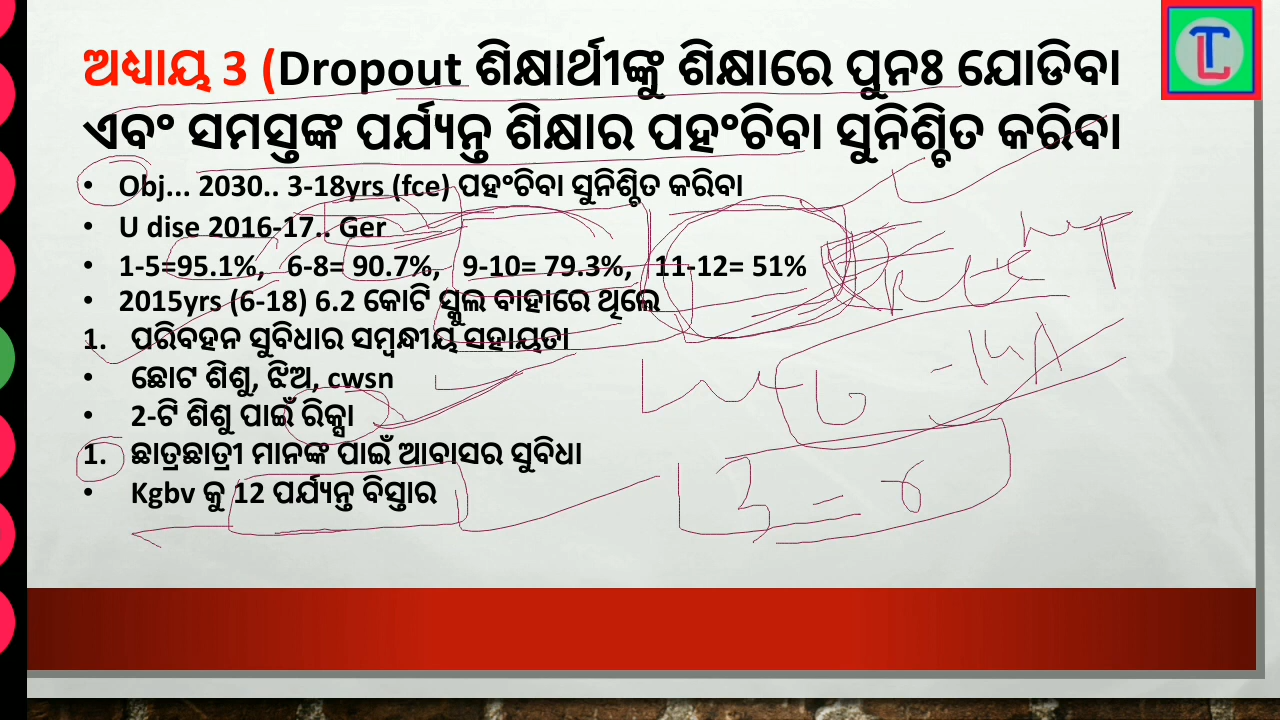 ଅଧ୍ୟାୟ 3 (Dropout ଶିକ୍ଷାର୍ଥୀଙ୍କୁ ଶିକ୍ଷାରେ ପୁନଃ ଯୋଡିବା
ଏବଂ ସମସ୍ତଙ୍କ ପର୍ଯ୍ୟନ୍ତ ଶିକ୍ଷାର ପହଂଚିବା ସୁନିଶ୍ଚିତ କରିବା
• Obj... 2030.. 3-18yrs (fce) ପହଂଚିବା ସୁନିଶ୍ଚିତ କରିବା
• U dise 2016-17.. Ger
• 1-5=95.1%, 6-8= 90.7%, 9-10= 79.3%, 11-12= 51%
• 2015yrs (6-18) 6.2 କୋଟି ସ୍କୁଲ ବାହାରେ ଥିଲେ
1. ପରିବହନ ସୁବିଧାର ସମ୍ବନ୍ଧୀୟ ସହାୟତା
• ଛୋଟ ଶିଶୁ, ଝିଅ, cwsn
• 2-ଟି ଶିଶୁ ପାଇଁ ରିକ୍ସା
1. ଛାତ୍ରଛାତ୍ରୀ ମାନଙ୍କ ପାଇଁ ଆବାସର ସୁବିଧା
• Kgbv କୁ 12 ପର୍ଯ୍ୟନ୍ତ ବିସ୍ତାର